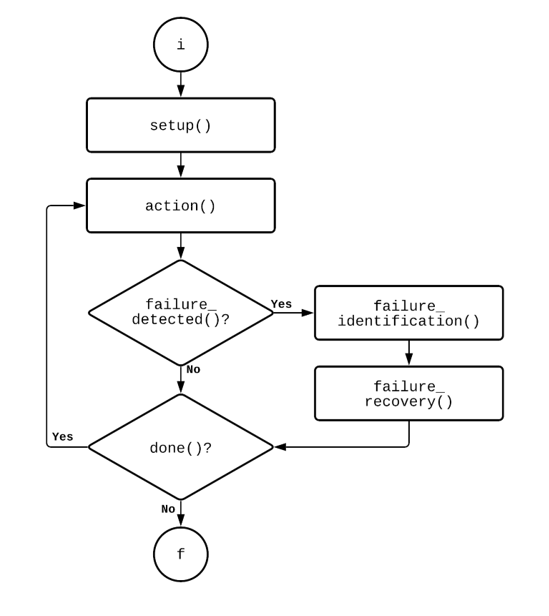 i
setup()
action()
failure_
detected()?
Yes
failure_
identification()
No
failure_
recovery()
Yes
done()?
No
f